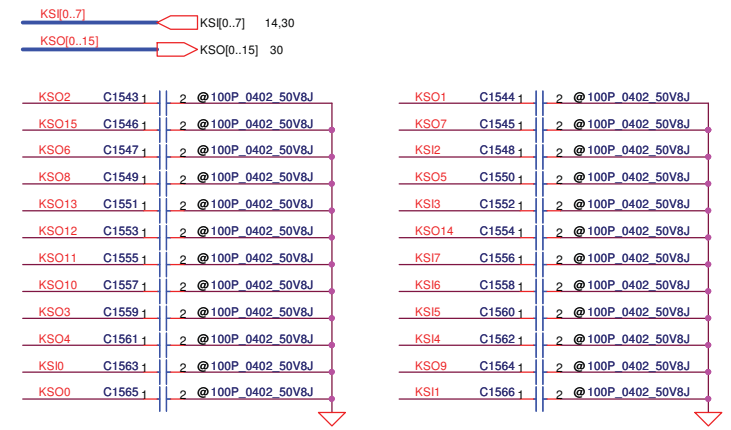 KSI[0..7] KSI[0..7] 14,30
KSO[0..15] KSO[0..15] 30
KSO2 C1543 1 2 @100P_0402_50V8J KSO1 C1544 1 2 @100P_0402_50V8J
KSO15 C1546 1 2 @100P_0402_50V8J KSO7 C1545 1 2 @100P_0402_50V8J
KSO6 C1547 1 2 @100P_0402_50V8J KSI2 C1548 1 2 @100P_0402_50V8J
KSO8 C1549 1 2 @100P_0402_50V8J KSO5 C1550 1 2 @100P_0402_50V8J
KSO13 C1551 1 2 @100P_0402_50V8J KSI3 C1552 1 2 @100P_0402_50V8J
KSO12 C1553 1 2 @100P_0402_50V8J KSO14 C1554 1 2 @100P_0402_50V8J
KSO11 C1555 1 2 @100P_0402_50V8J KSI7 C1556 1 2 @100P_0402_50V8J
KSO10 C1557 1 2 @100P_0402_50V8J KSI6 C1558 1 2 @100P_0402_50V8J
KSO3 C1559 1 2 @100P_0402_50V8J KSI5 C1560 1 2 @100P_0402_50V8J
KSO4 C1561 1 2 @100P_0402_50V8J KSI4 C1562 1 2 @100P_0402_50V8J
KSI0 C1563 1 2 @100P_0402_50V8J KSO9 C1564 1 2 @100P_0402_50V8J
KSO0 C1565 1 2 @100P_0402_50V8J KSI1 C1566 1 2 @100P_0402_50V8J